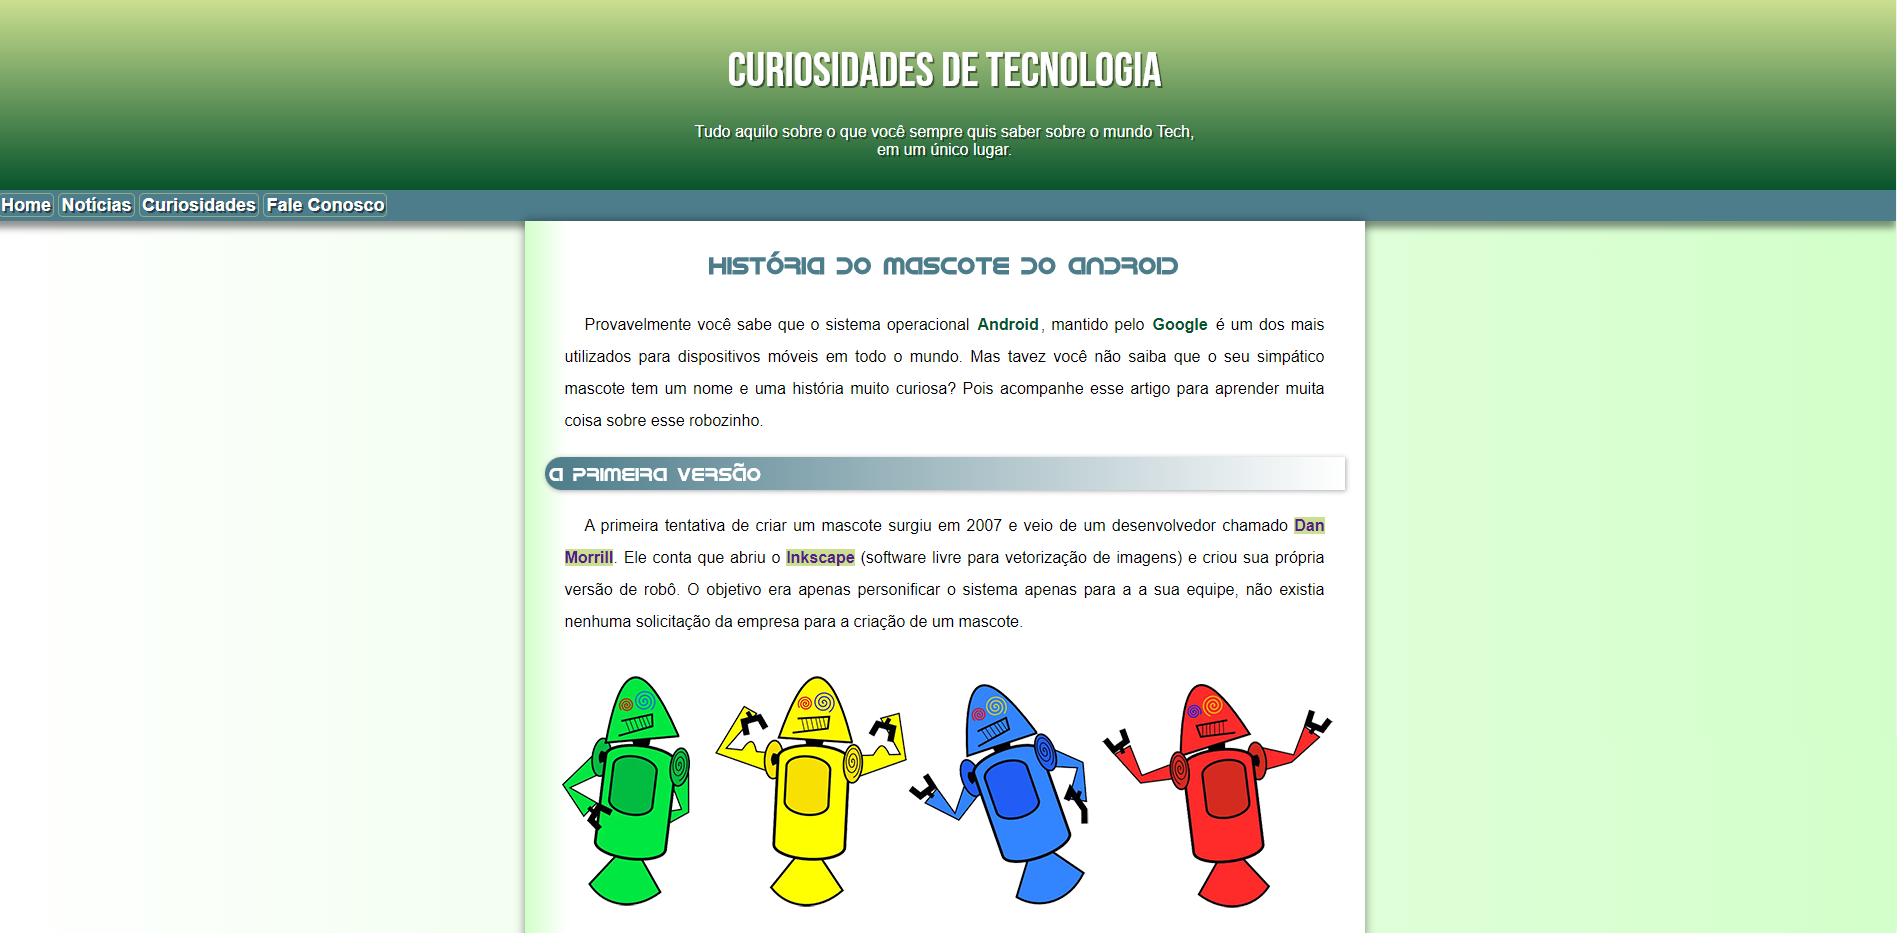 CURIOSIDADES DE TECNOLOGIA
Tudo aquilo sobre o que você sempre quis saber sobre o mundo Tech,
em um único lugar.
Home Notícias Curiosidades Fale Conosco
HISTÓRIA DO MASCOTE DO ANDROID
Provavelmente você sabe que o sistema operacional Android, mantido pelo Google é um dos mais
utilizados para dispositivos móveis em todo o mundo. Mas tavez você não saiba que o seu simpático
mascote tem um nome e uma história muito curiosa? Pois acompanhe esse artigo para aprender muita
coisa sobre esse robozinho.
A PRIMEIRA VERSÃO
A primeira tentativa de criar um mascote surgiu em 2007 e veio de um desenvolvedor chamado Dan
Morrill. Ele conta que abriu o Inkscape (software livre para vetorização de imagens) e criou sua própria
versão de robô. O objetivo era apenas personificar o sistema apenas para a a sua equipe, não existia
nenhuma solicitação da empresa para a criação de um mascote.